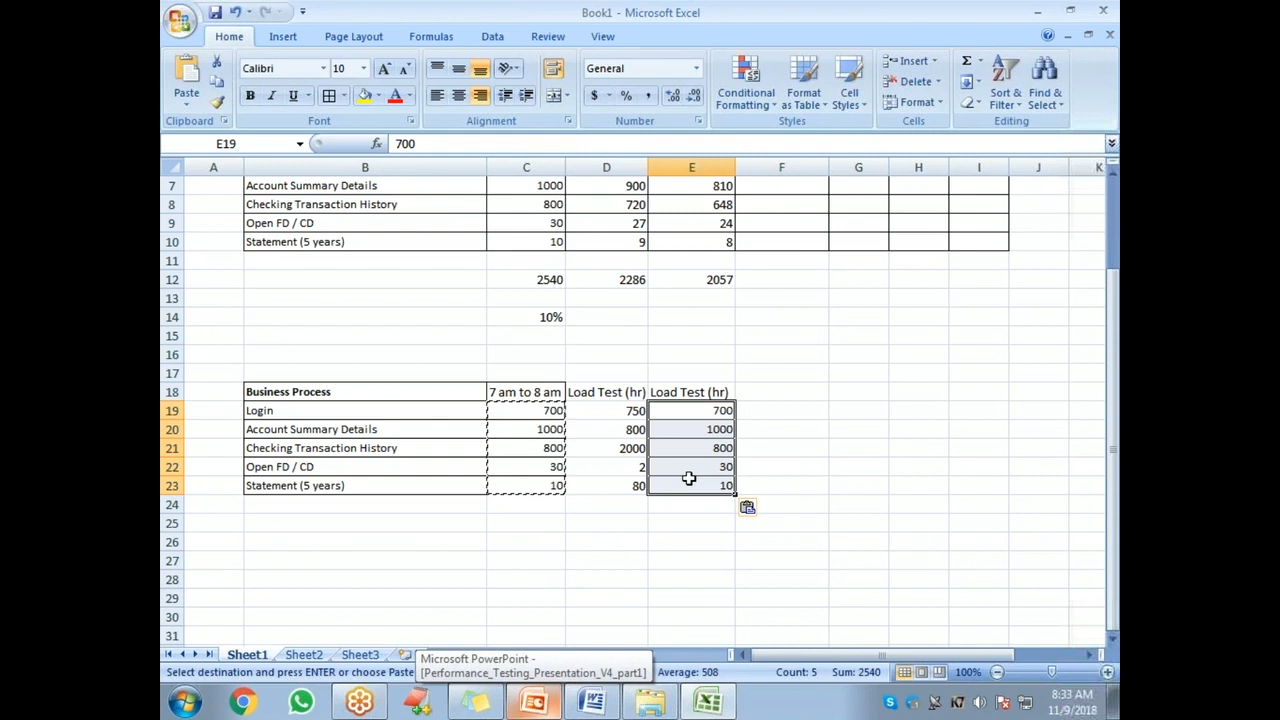 Book1 - Microsoft Excel
Home Insert Page Layout Formulas Data Review View
Paste
Clipboard
Calibri 10
B I U
Font
Alignment
General
$ % ,
Number
Conditional Formatting
Format as Table
Cell Styles
Styles
Insert
Delete
Format
Cells
Σ
Sort & Filter
Find & Select
Editing
E19 fx 700
A B C D E F G H I J K
7 Account Summary Details 1000 900 810
8 Checking Transaction History 800 720 648
9 Open FD / CD 30 27 24
10 Statement (5 years) 10 9 8
11
12 2540 2286 2057
13
14 10%
15
16
17
18 Business Process 7 am to 8 am Load Test (hr) Load Test (hr)
19 Login 700 750 700
20 Account Summary Details 1000 800 1000
21 Checking Transaction History 800 2000 800
22 Open FD / CD 30 2 30
23 Statement (5 years) 10 80 10
24
25
26
27
28
29
30
31
Sheet1 Sheet2 Sheet3
Microsoft PowerPoint -
[Performance_Testing_Presentation_V4_part1]
Select destination and press ENTER or choose Paste Average: 508 Count: 5 Sum: 2540 100%
8:33 AM
11/9/2018